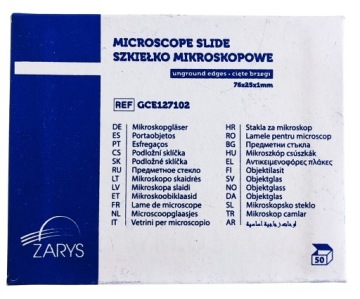 MICROSCOPE SLIDE
SZKIEŁKO MIKROSKOPOWE
unground edges - cięte brzegi
76x25x1mm
REF GCE127102
DE Mikroskopgläser
ES Portaobjetos
PT Esfregaços
CS Podložní sklíčka
SK Podložné sklíčka
RU Предметное стекло
LT Mikroskopo skaidrės
LV Mikroskopa slaidi
ET Mikroskoobiklaasid
FR Lame de microscope
NL Microscoopglaasjes
IT Vetrini per microscopio
HR Stakla za mikroskop
RO Lamele pentru microscop
BG Предметни стъкла
HU Mikroszkóp csúszkák
EL Αντικειμενοφόρες πλάκες
FI Objektilasit
SV Objektglas
NO Objektglass
DA Objektglas
SL Mikroskopsko steklo
TR Mikroskop camlar
AR
ZARYS
50